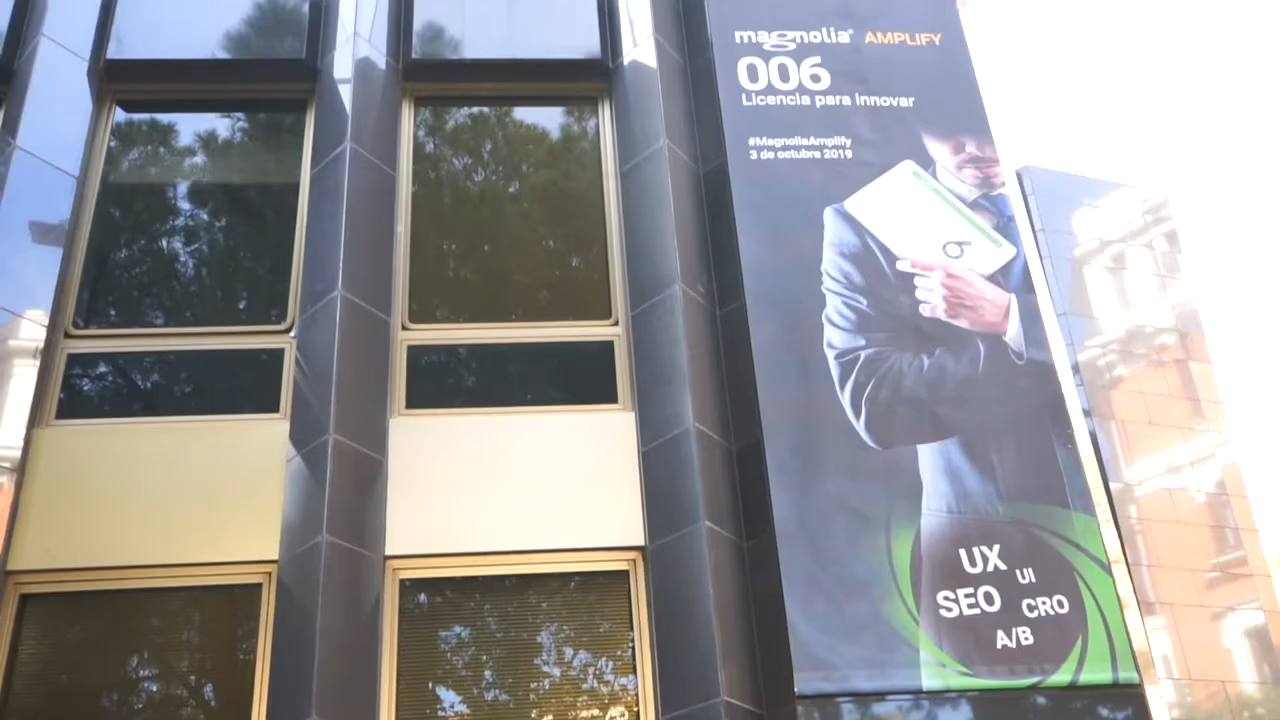 magnolia® AMPLIFY
006
Licencia para innovar
#MagnoliaAmplify
3 de octubre 2019
UX
UI
SEO
CRO
A/B